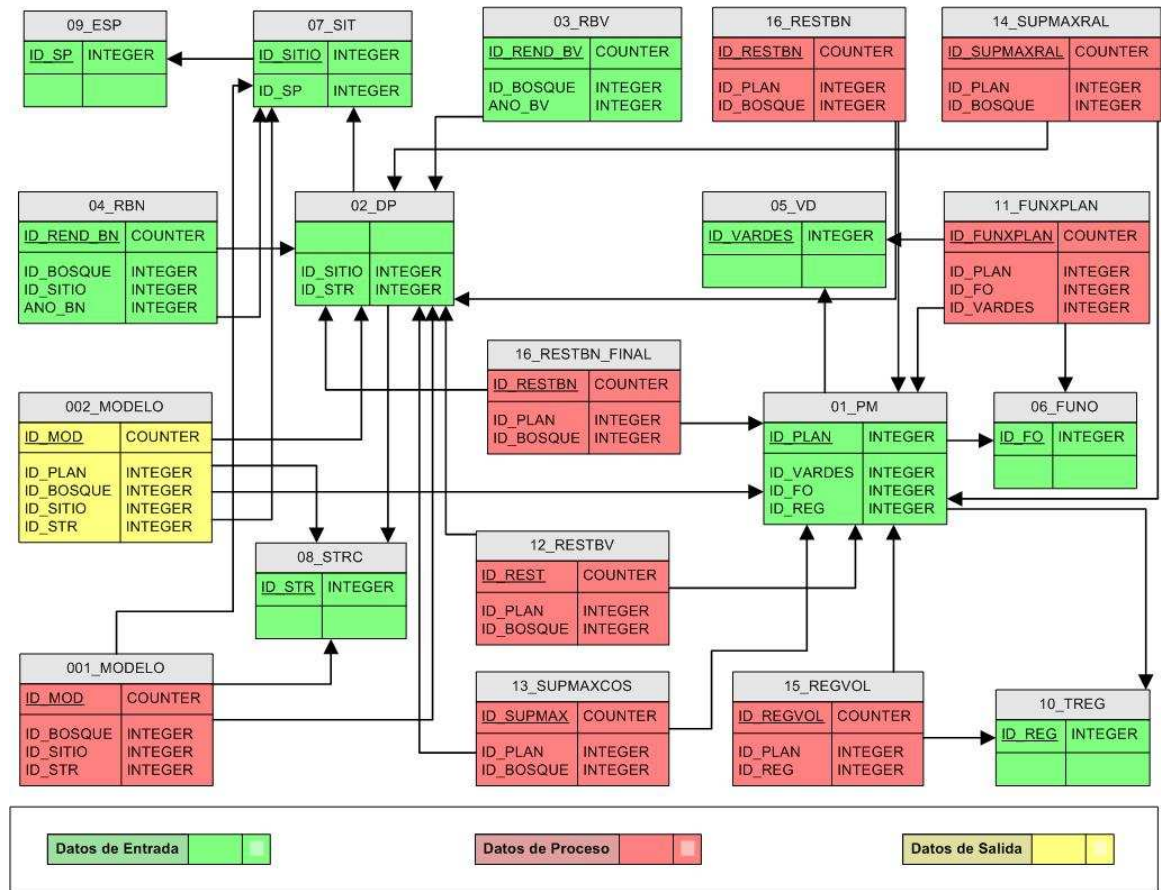 09_ESP
ID_SP INTEGER
07_SIT
ID_SITIO INTEGER
ID_SP INTEGER
03_RBV
ID_REND_BV COUNTER
ID_BOSQUE INTEGER
ANO_BV INTEGER
16_RESTBN
ID_RESTBN COUNTER
ID_PLAN INTEGER
ID_BOSQUE INTEGER
14_SUPMAXRAL
ID_SUPMAXRAL COUNTER
ID_PLAN INTEGER
ID_BOSQUE INTEGER
04_RBN
ID_REND_BN COUNTER
ID_BOSQUE INTEGER
ID_SITIO INTEGER
ANO_BN INTEGER
02_DP
ID_SITIO INTEGER
ID_STR INTEGER
05_VD
ID_VARDES INTEGER
11_FUNXPLAN
ID_FUNXPLAN COUNTER
ID_PLAN INTEGER
ID_FO INTEGER
ID_VARDES INTEGER
16_RESTBN_FINAL
ID_RESTBN COUNTER
ID_PLAN INTEGER
ID_BOSQUE INTEGER
002_MODELO
ID_MOD COUNTER
ID_PLAN INTEGER
ID_BOSQUE INTEGER
ID_SITIO INTEGER
ID_STR INTEGER
01_PM
ID_PLAN INTEGER
ID_VARDES INTEGER
ID_FO INTEGER
ID_REG INTEGER
06_FUNO
ID_FO INTEGER
08_STRC
ID_STR INTEGER
12_RESTBV
ID_REST COUNTER
ID_PLAN INTEGER
ID_BOSQUE INTEGER
001_MODELO
ID_MOD COUNTER
ID_BOSQUE INTEGER
ID_SITIO INTEGER
ID_STR INTEGER
13_SUPMAXCOS
ID_SUPMAX COUNTER
ID_PLAN INTEGER
ID_BOSQUE INTEGER
15_REGVOL
ID_REGVOL COUNTER
ID_PLAN INTEGER
ID_REG INTEGER
10_TREG
ID_REG INTEGER
Datos de Entrada
Datos de Proceso
Datos de Salida